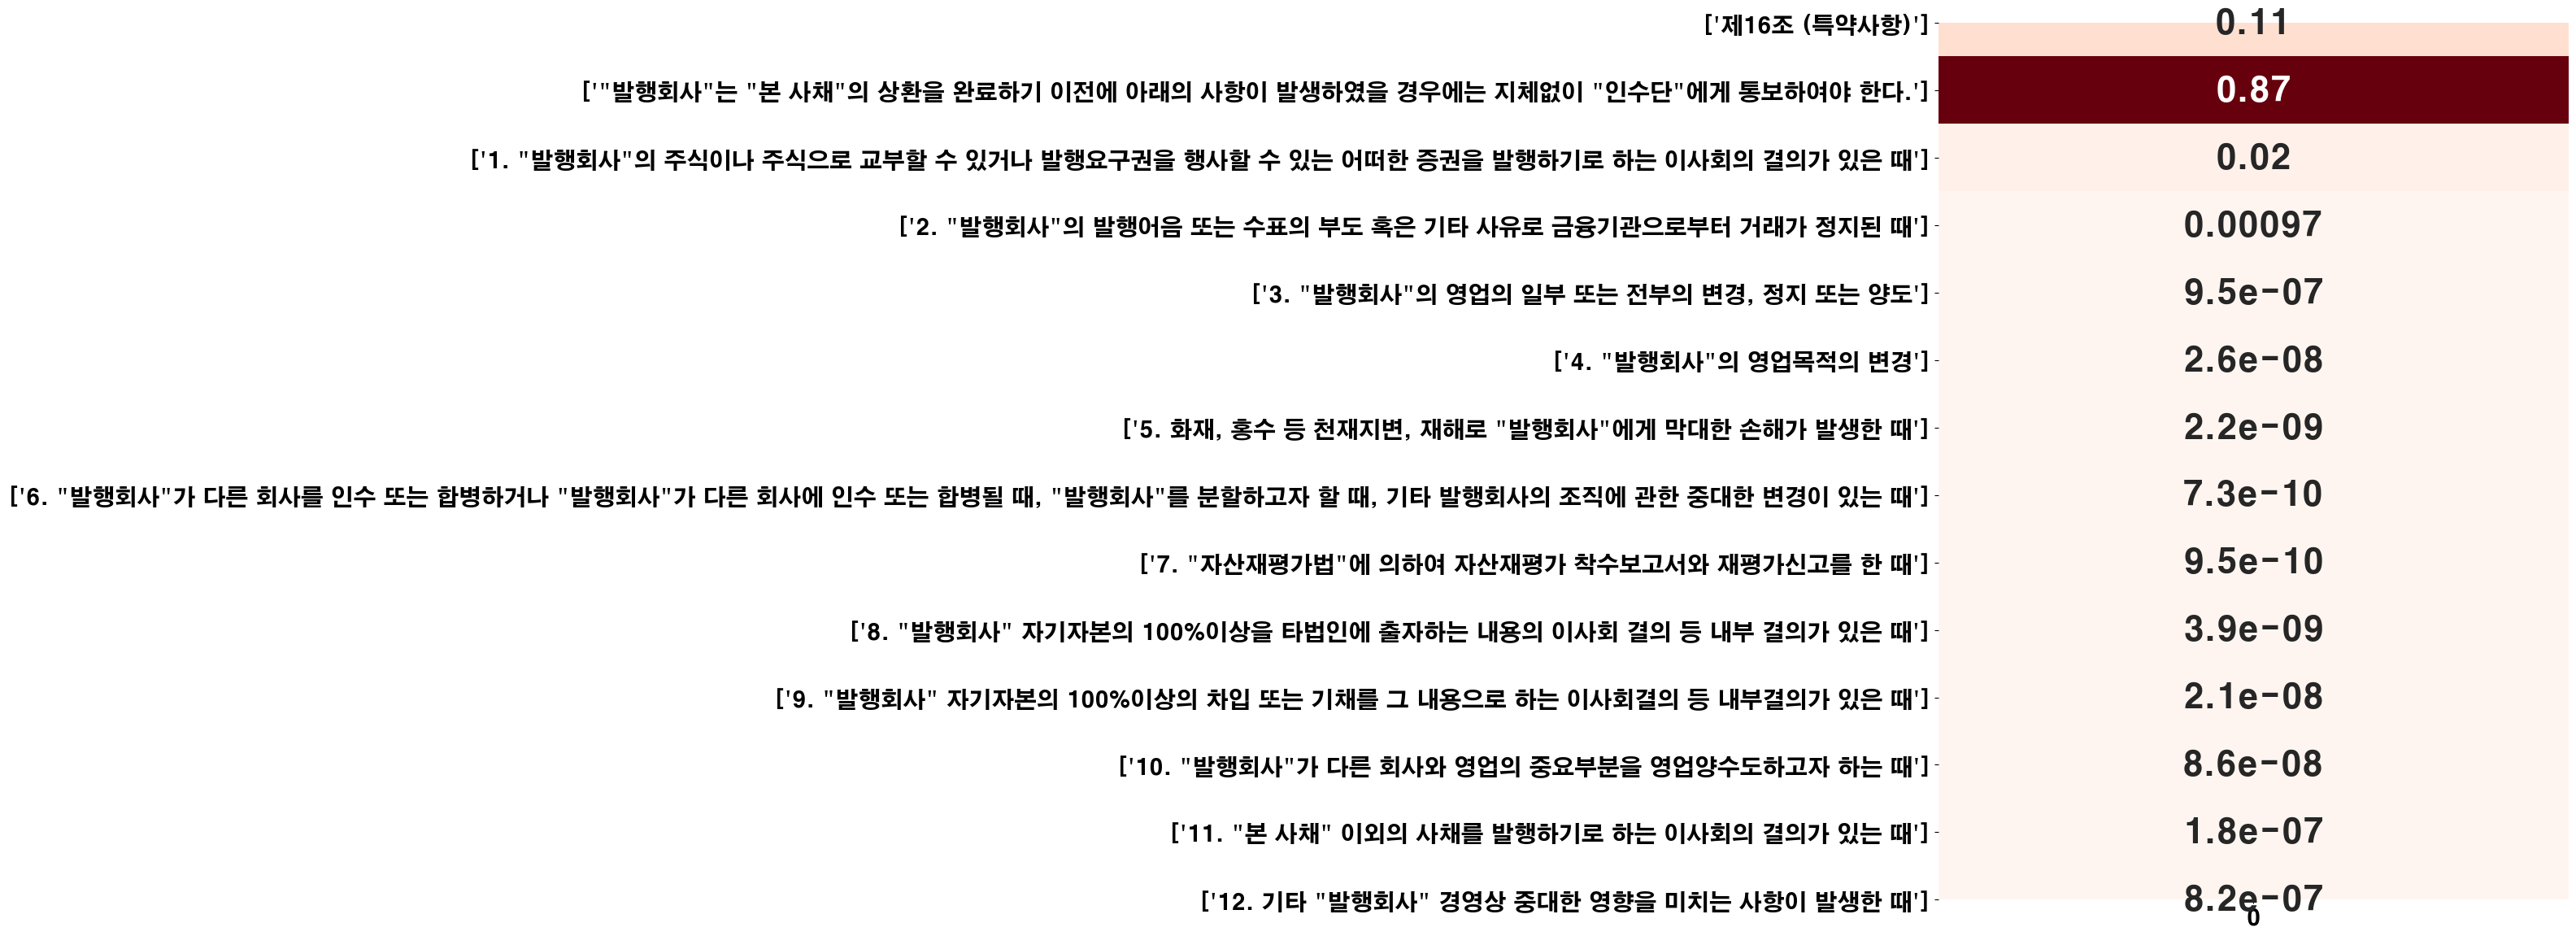 ['제16조 (특약사항)'] 0.11
['"발행회사"는 "본 사채"의 상환을 완료하기 이전에 아래의 사항이 발생하였을 경우에는 지체없이 "인수단"에게 통보하여야 한다.'] 0.87
['1. "발행회사"의 주식이나 주식으로 교부할 수 있거나 발행요구권을 행사할 수 있는 어떠한 증권을 발행하기로 하는 이사회의 결의가 있은 때'] 0.02
['2. "발행회사"의 발행어음 또는 수표의 부도 혹은 기타 사유로 금융기관으로부터 거래가 정지된 때'] 0.00097
['3. "발행회사"의 영업의 일부 또는 전부의 변경, 정지 또는 양도'] 9.5e-07
['4. "발행회사"의 영업목적의 변경'] 2.6e-08
['5. 화재, 홍수 등 천재지변, 재해로 "발행회사"에게 막대한 손해가 발생한 때'] 2.2e-09
['6. "발행회사"가 다른 회사를 인수 또는 합병하거나 "발행회사"가 다른 회사에 인수 또는 합병될 때, "발행회사"를 분할하고자 할 때, 기타 발행회사의 조직에 관한 중대한 변경이 있는 때'] 7.3e-10
['7. "자산재평가법"에 의하여 자산재평가 착수보고서와 재평가신고를 한 때'] 9.5e-10
['8. "발행회사" 자기자본의 100%이상을 타법인에 출자하는 내용의 이사회 결의 등 내부 결의가 있은 때'] 3.9e-09
['9. "발행회사" 자기자본의 100%이상의 차입 또는 기채를 그 내용으로 하는 이사회결의 등 내부결의가 있은 때'] 2.1e-08
['10. "발행회사"가 다른 회사와 영업의 중요부분을 영업양수도하고자 하는 때'] 8.6e-08
['11. "본 사채" 이외의 사채를 발행하기로 하는 이사회의 결의가 있는 때'] 1.8e-07
['12. 기타 "발행회사" 경영상 중대한 영향을 미치는 사항이 발생한 때'] 8.2e-07
0